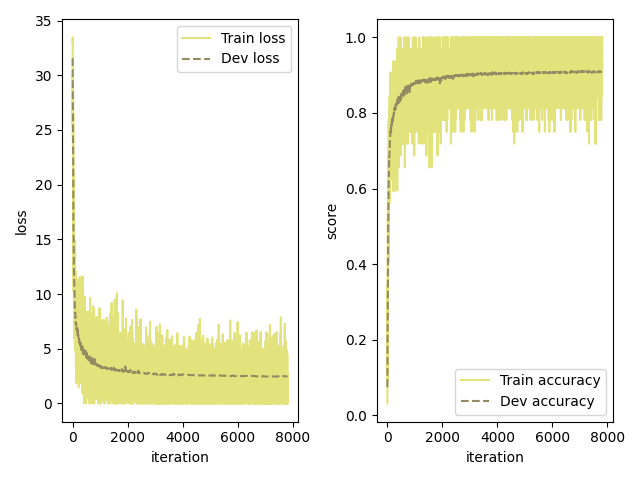 35
30
25
20
15
10
5
0
loss
0 2000 4000 6000 8000
iteration
Train loss
Dev loss
1.0
0.8
0.6
0.4
0.2
0.0
score
0 2000 4000 6000 8000
iteration
Train accuracy
Dev accuracy